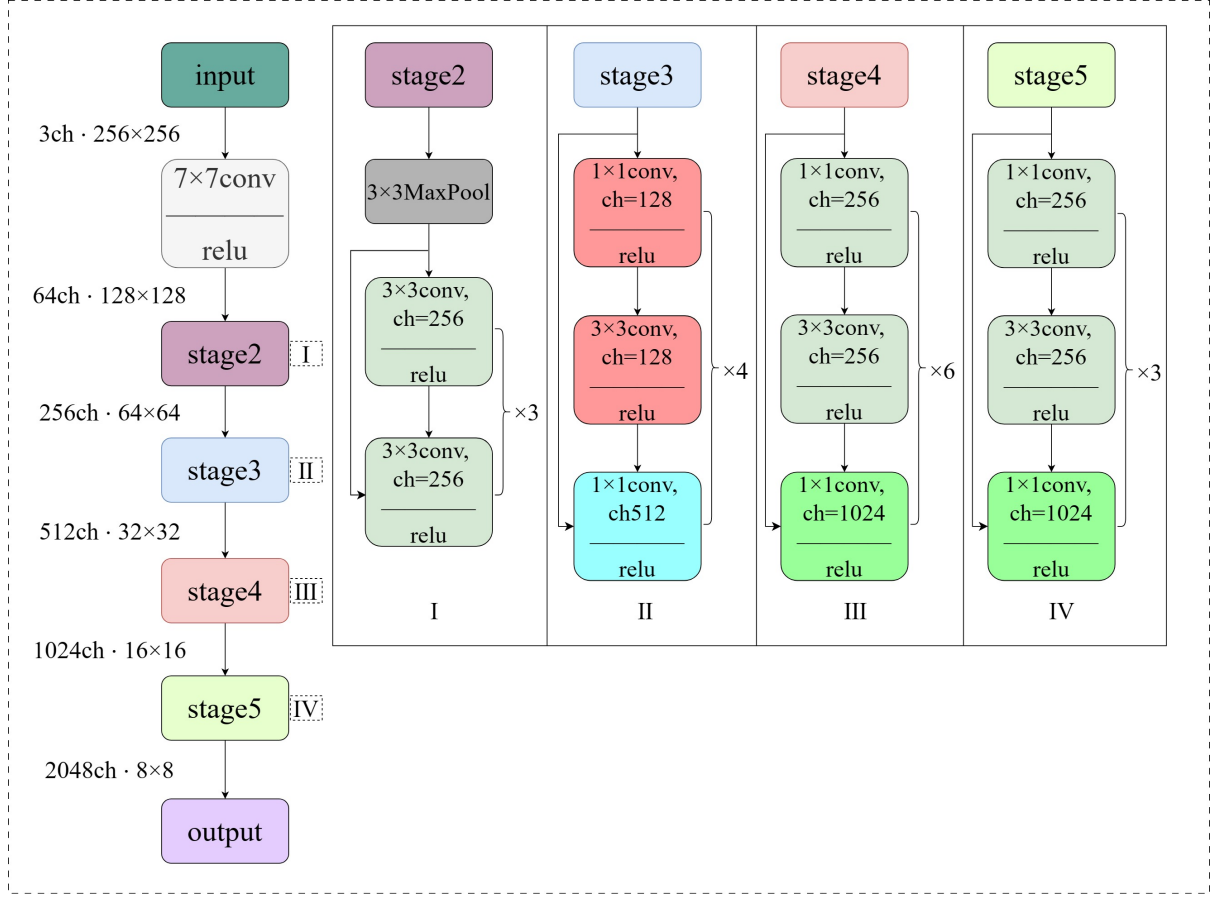 input
3ch · 256×256
7×7conv
relu
64ch · 128×128
stage2
I
256ch · 64×64
stage3
II
512ch · 32×32
stage4
III
1024ch · 16×16
stage5
IV
2048ch · 8×8
output
stage2
3×3MaxPool
3×3conv,
ch=256
relu
3×3conv,
ch=256
relu
×3
I
stage3
1×1conv,
ch=128
relu
3×3conv,
ch=128
relu
1×1conv,
ch512
relu
×4
II
stage4
1×1conv,
ch=256
relu
3×3conv,
ch=256
relu
1×1conv,
ch=1024
relu
×6
III
stage5
1×1conv,
ch=256
relu
3×3conv,
ch=256
relu
1×1conv,
ch=1024
relu
×3
IV